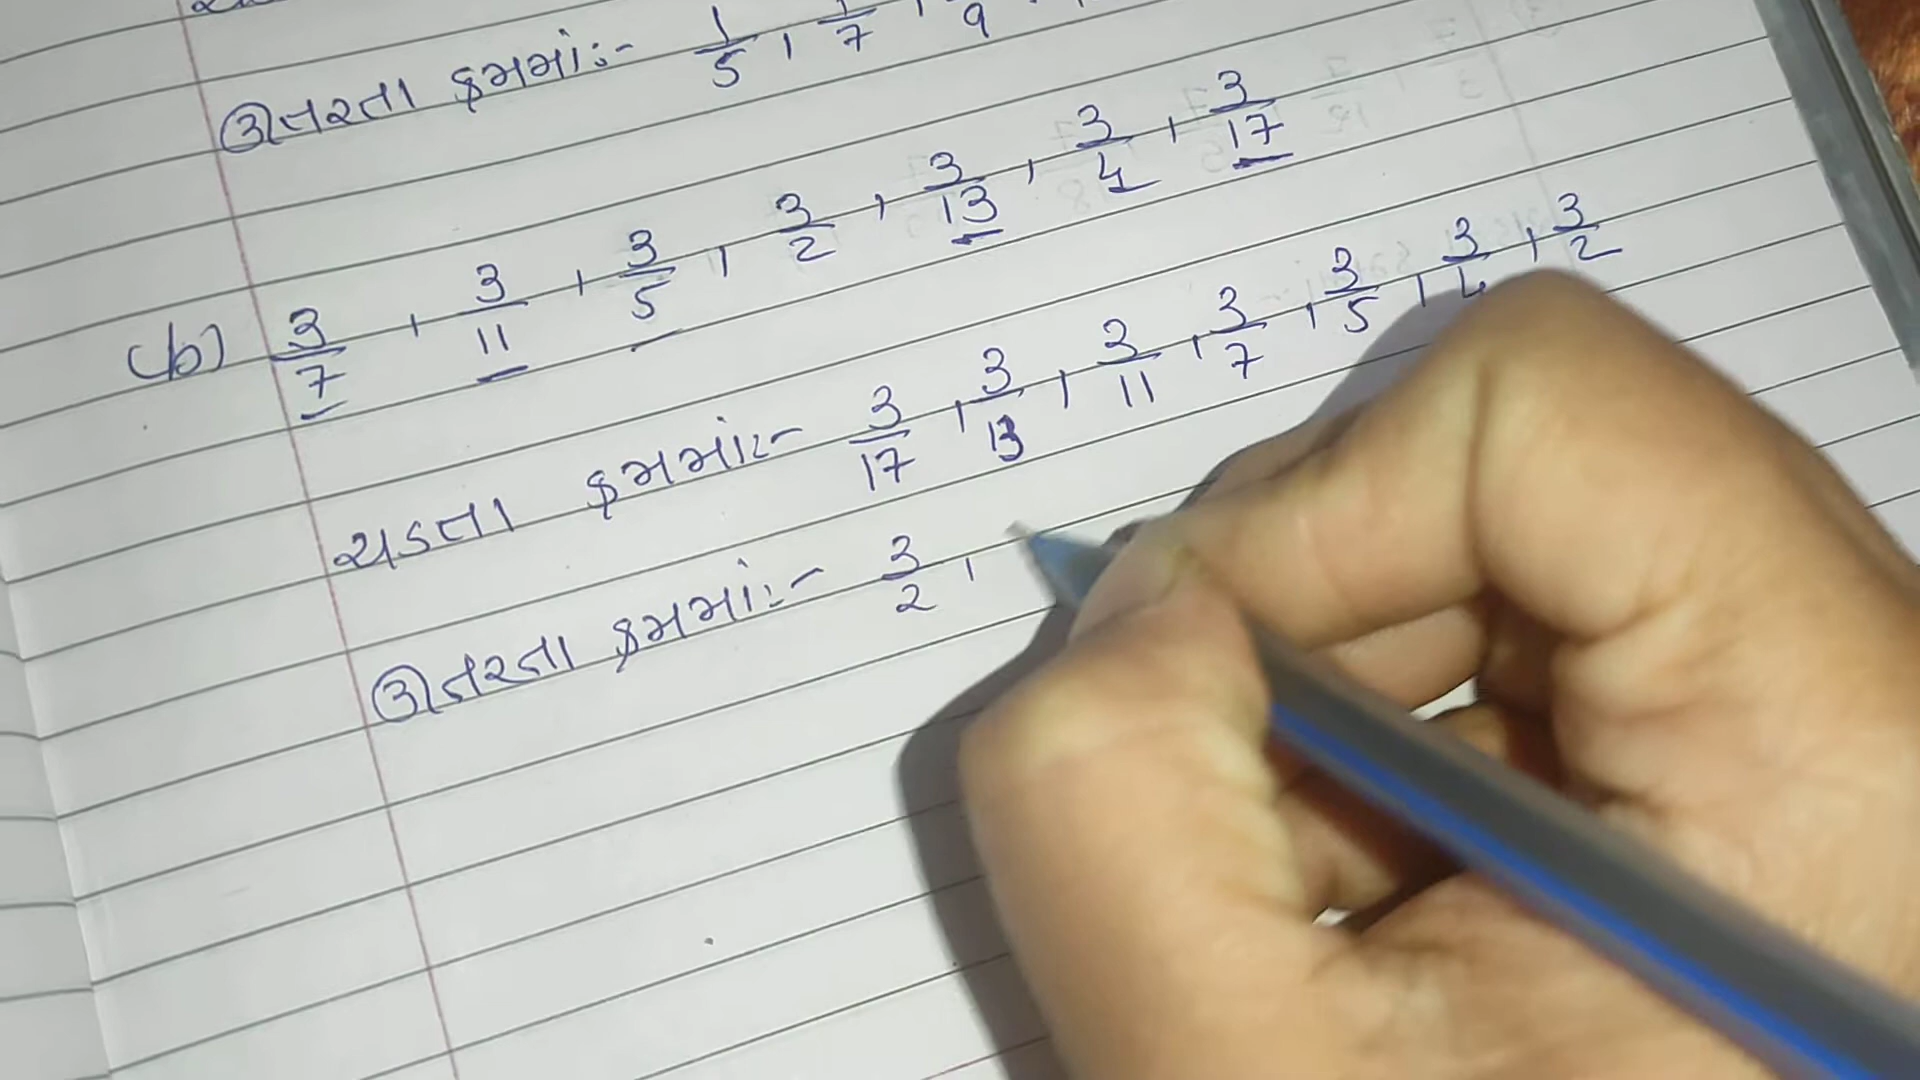 ઊતરતા ક્રમમાં:- 1/5, 1/7, 9
(b) 3/7, 3/11, 3/5, 3/2, 3/13, 3/4, 3/17
ચડતા ક્રમમાં:- 3/17, 3/13, 3/11, 3/7, 3/5, 3/4, 3/2
ઊતરતા ક્રમમાં:- 3/2,